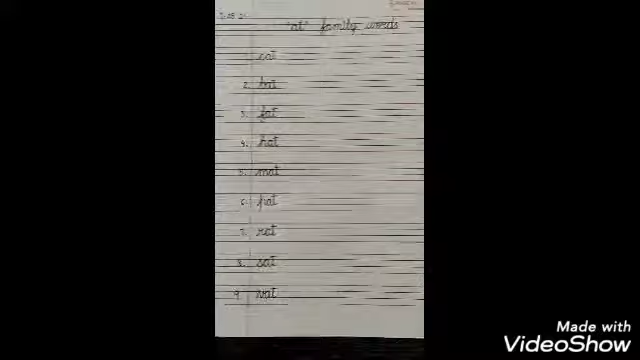 "at" family words
cat
2. bat
3. fat
4. hat
5. mat
6. pat
7. rat
8. sat
9. vat
Made with
VideoShow